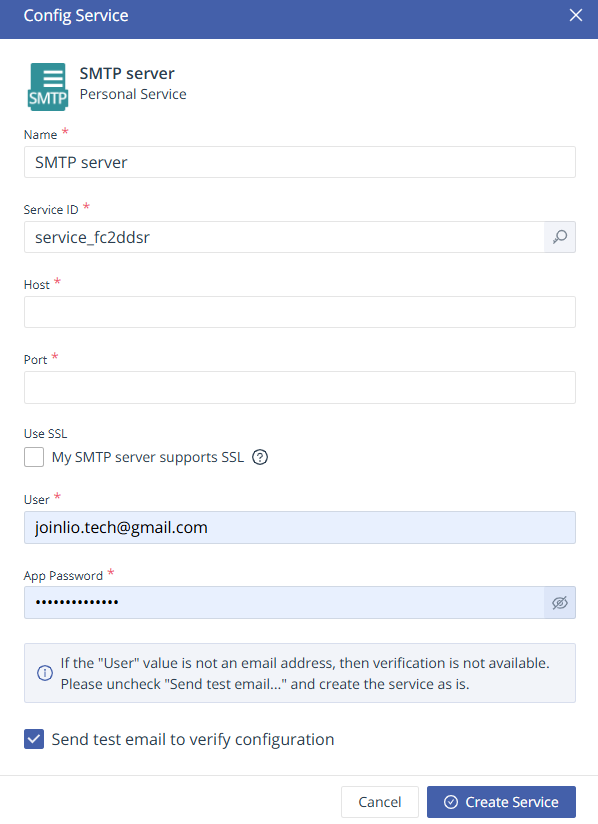 Config Service
SMTP
SMTP server
Personal Service
Name *
SMTP server
Service ID *
service_fc2ddsr
Host *
Port *
Use SSL
My SMTP server supports SSL ?
User *
joinlio.tech@gmail.com
App Password *
••••••••••••••
If the "User" value is not an email address, then verification is not available.
Please uncheck "Send test email..." and create the service as is.
Send test email to verify configuration
Cancel
Create Service